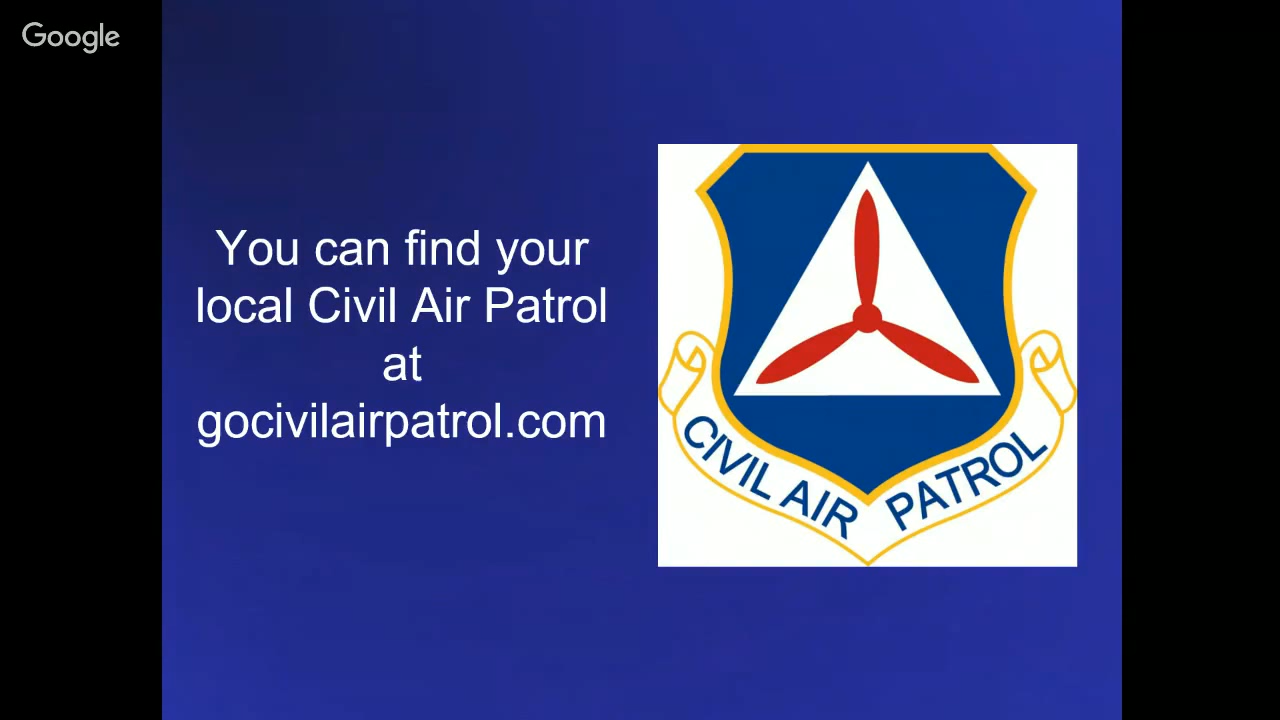 Google
You can find your
local Civil Air Patrol
at
gocivilairpatrol.com
CIVIL AIR PATROL